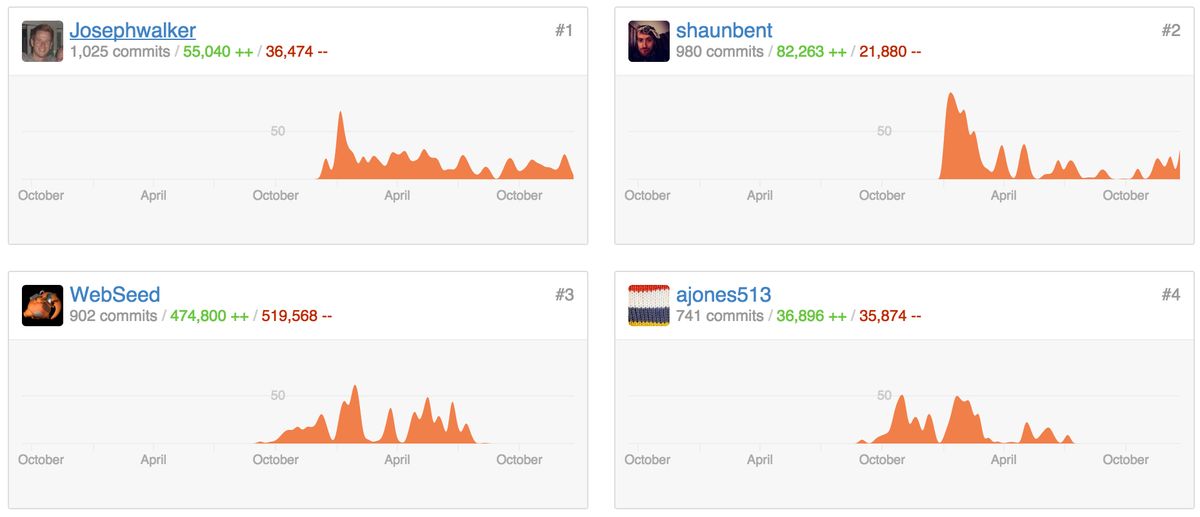 Josephwalker #1
1,025 commits / 55,040 ++ / 36,474 --
50
October April October April October
shaunbent #2
980 commits / 82,263 ++ / 21,880 --
50
October April October April October
WebSeed #3
902 commits / 474,800 ++ / 519,568 --
50
October April October April October
ajones513 #4
741 commits / 36,896 ++ / 35,874 --
50
October April October April October